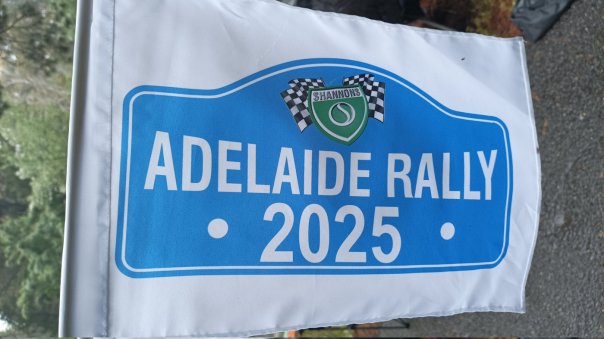 SHANNONS
ADELAIDE RALLY
• 2025 •